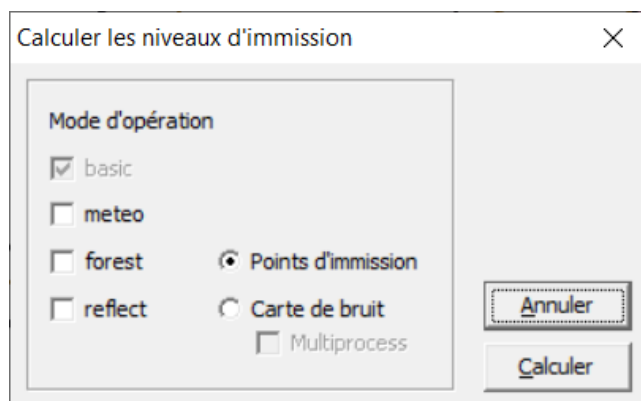 Calculer les niveaux d'immission
Mode d'opération
basic
meteo
forest
Points d'immission
reflect
Carte de bruit
Multiprocess
Annuler
Calculer